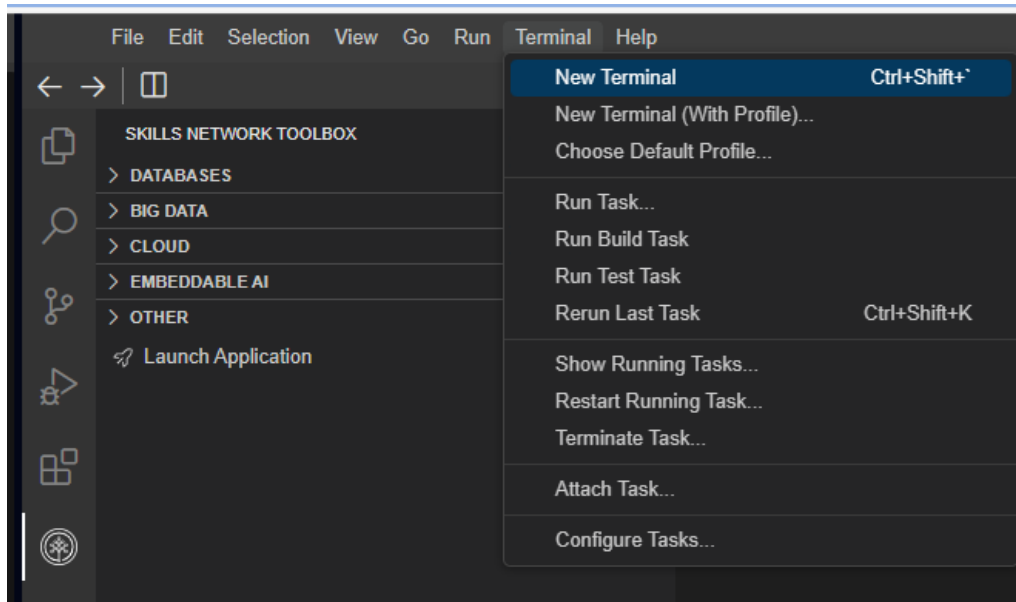 File Edit Selection View Go Run Terminal Help
SKILLS NETWORK TOOLBOX
DATABASES
BIG DATA
CLOUD
EMBEDDABLE AI
OTHER
Launch Application
New Terminal Ctrl+Shift+`
New Terminal (With Profile)...
Choose Default Profile...
Run Task...
Run Build Task
Run Test Task
Rerun Last Task Ctrl+Shift+K
Show Running Tasks...
Restart Running Task...
Terminate Task...
Attach Task...
Configure Tasks...